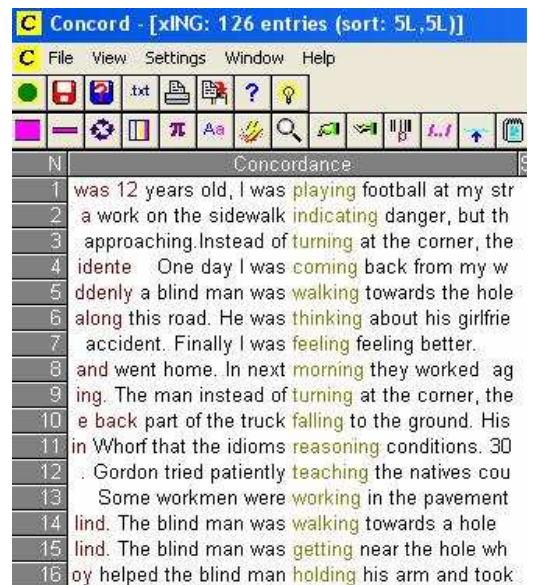 C Concord - [xING: 126 entries (sort: 5L,5L)]
C File View Settings Window Help
.txt ?
π Aa
N Concordance S
1 was 12 years old, I was playing football at my str
2 a work on the sidewalk indicating danger, but th
3 approaching.Instead of turning at the corner, the
4 idente One day I was coming back from my w
5 ddenly a blind man was walking towards the hole
6 along this road. He was thinking about his girlfrie
7 accident. Finally I was feeling feeling better.
8 and went home. In next morning they worked ag
9 ing. The man instead of turning at the corner, the
10 e back part of the truck falling to the ground. His
11 in Whorf that the idioms reasoning conditions. 30
12 . Gordon tried patiently teaching the natives cou
13 Some workmen were working in the pavement
14 lind. The blind man was walking towards a hole
15 lind. The blind man was getting near the hole wh
16 oy helped the blind man holding his arm and took